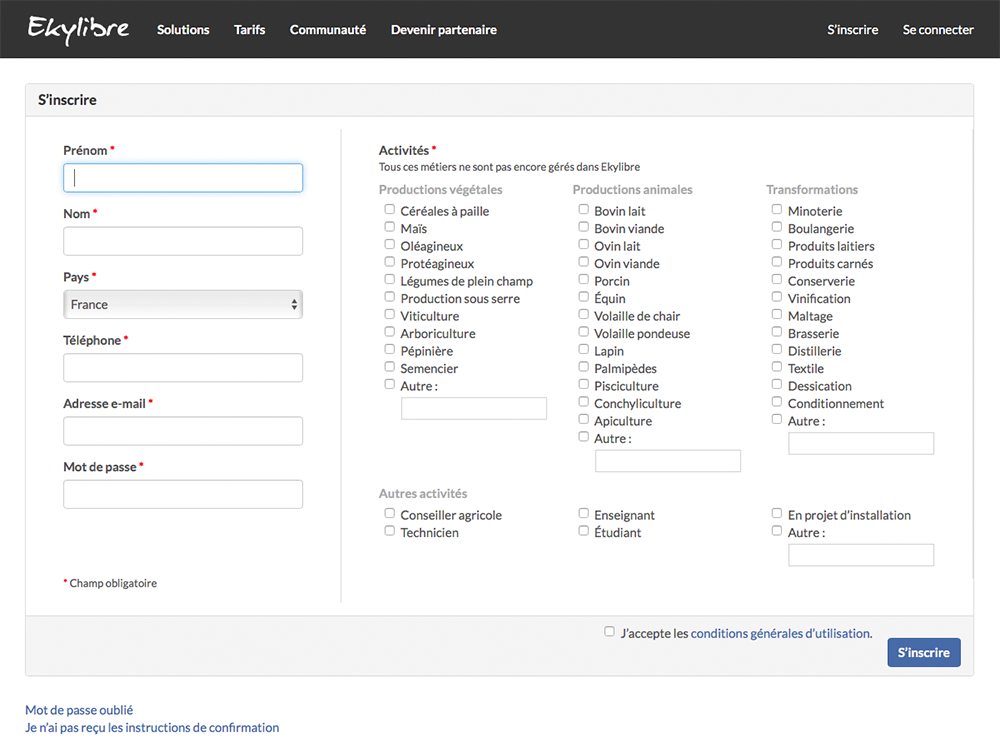 Ekylibre Solutions Tarifs Communauté Devenir partenaire S'inscrire Se connecter
S'inscrire
Prénom *
Nom *
Pays *
France
Téléphone *
Adresse e-mail *
Mot de passe *
* Champ obligatoire
Activités *
Tous ces métiers ne sont pas encore gérés dans Ekylibre
Productions végétales
Céréales à paille
Maïs
Oléagineux
Protéagineux
Légumes de plein champ
Production sous serre
Viticulture
Arboriculture
Pépinière
Semencier
Autre :
Productions animales
Bovin lait
Bovin viande
Ovin lait
Ovin viande
Porcin
Équin
Volaille de chair
Volaille pondeuse
Lapin
Palmipèdes
Pisciculture
Conchyliculture
Apiculture
Autre :
Transformations
Minoterie
Boulangerie
Produits laitiers
Produits carnés
Conserverie
Vinification
Maltage
Brasserie
Distillerie
Textile
Dessication
Conditionnement
Autre :
Autres activités
Conseiller agricole
Technicien
Enseignant
Étudiant
En projet d'installation
Autre :
J'accepte les conditions générales d'utilisation.
S'inscrire
Mot de passe oublié
Je n'ai pas reçu les instructions de confirmation